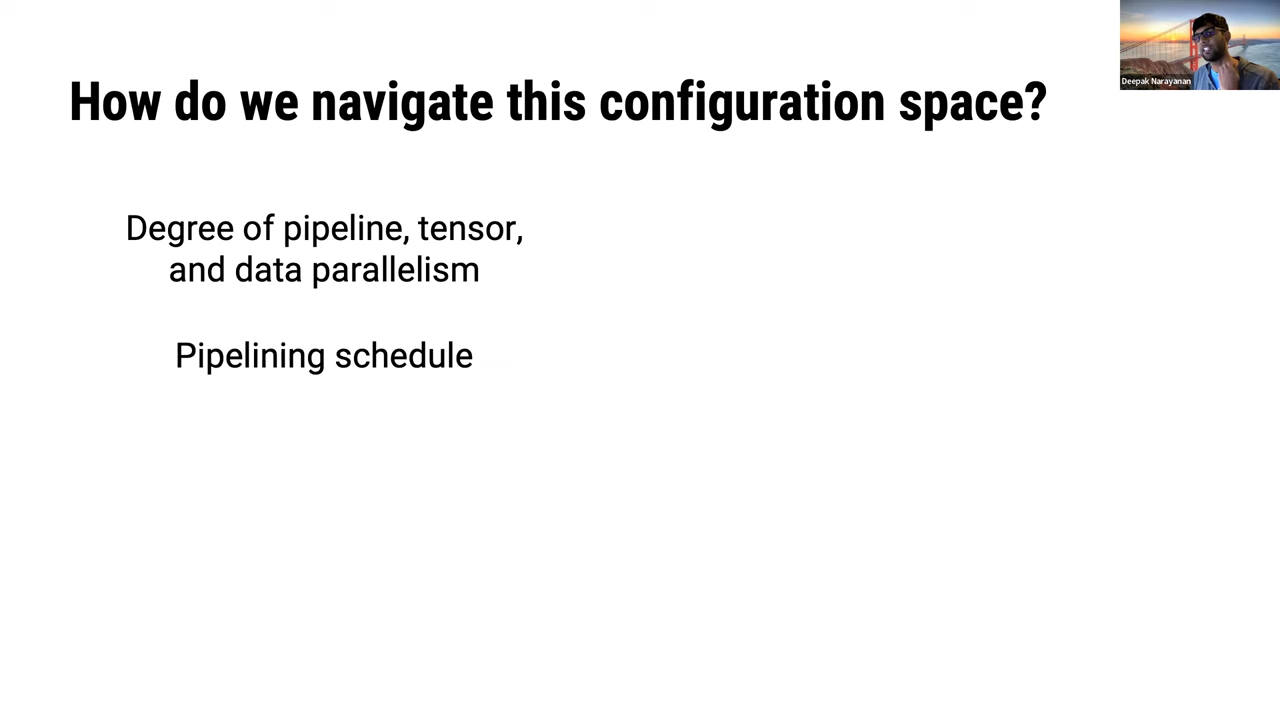 Deepak Narayanan
How do we navigate this configuration space?
Degree of pipeline, tensor,
and data parallelism
Pipelining schedule